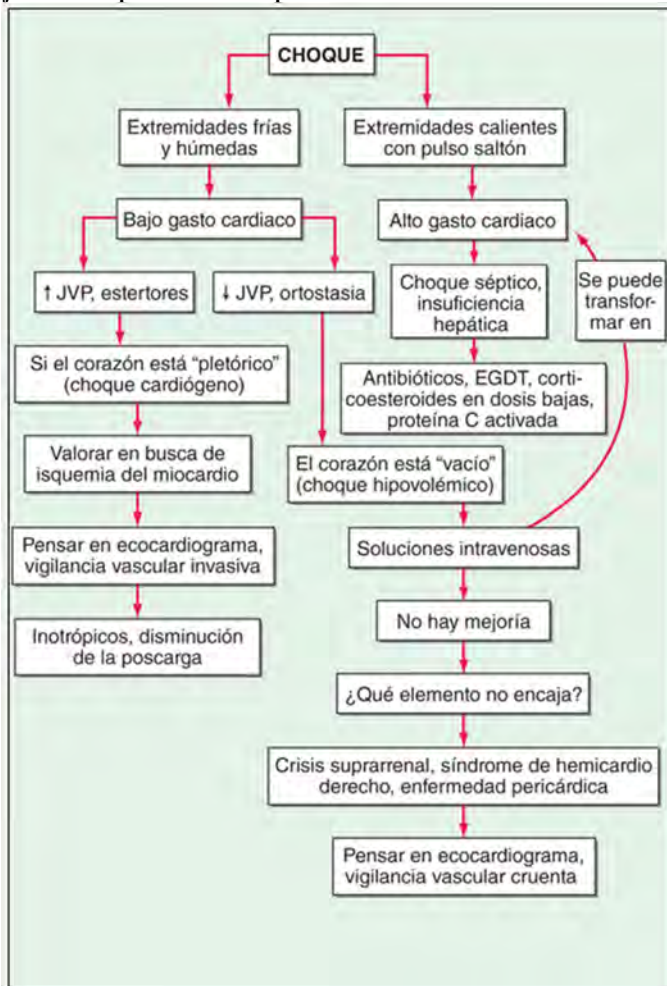 CHOQUE
Extremidades frías
y húmedas
Extremidades calientes
con pulso saltón
Bajo gasto cardiaco
Alto gasto cardiaco
↑ JVP, estertores
↓ JVP, ortostasia
Choque séptico,
insuficiencia
hepática
Se puede
transfor-
mar en
Si el corazón está “pletórico”
(choque cardiógeno)
Antibióticos, EGDT, corti-
coesteroides en dosis bajas,
proteína C activada
Valorar en busca de
isquemia del miocardio
El corazón está “vacío”
(choque hipovolémico)
Pensar en ecocardiograma,
vigilancia vascular invasiva
Soluciones intravenosas
Inotrópicos, disminución
de la poscarga
No hay mejoría
¿Qué elemento no encaja?
Crisis suprarrenal, síndrome de hemicardio
derecho, enfermedad pericárdica
Pensar en ecocardiograma,
vigilancia vascular cruenta